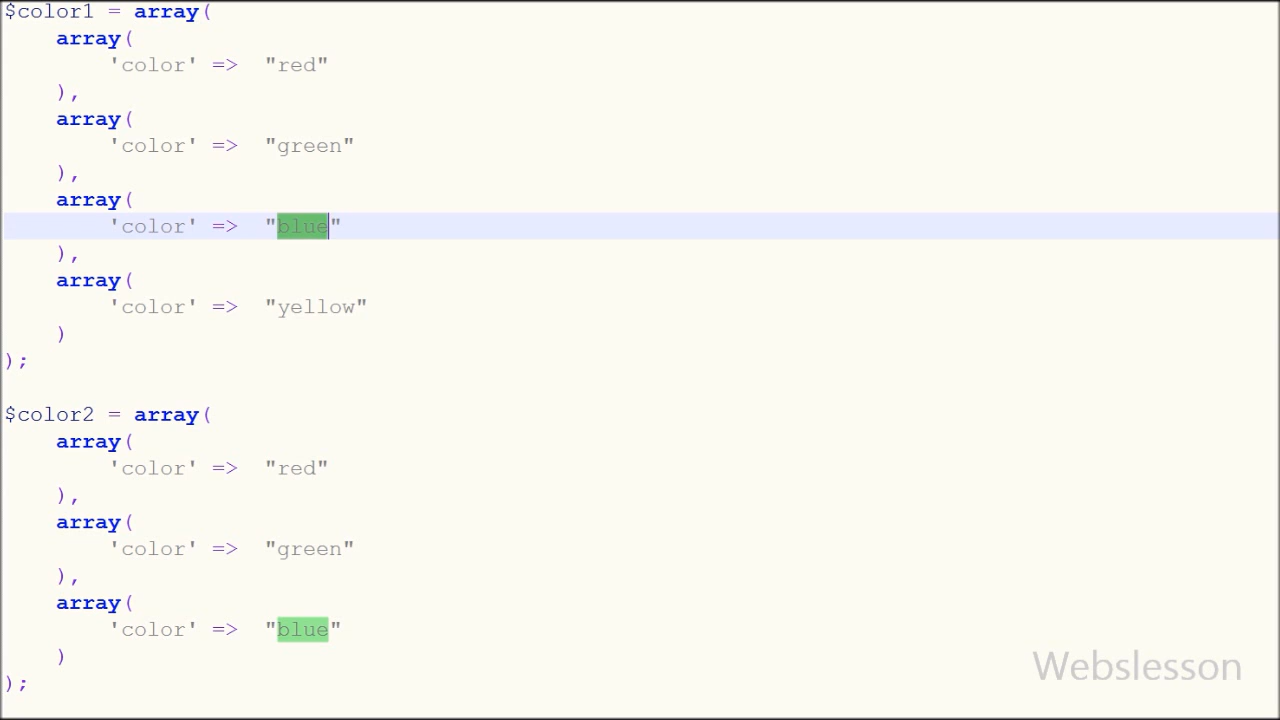 $color1 = array(
    array(
        'color' =>  "red"
    ),
    array(
        'color' =>  "green"
    ),
    array(
        'color' =>  "blue"
    ),
    array(
        'color' =>  "yellow"
    )
);

$color2 = array(
    array(
        'color' =>  "red"
    ),
    array(
        'color' =>  "green"
    ),
    array(
        'color' =>  "blue"
    )
);
Webslesson